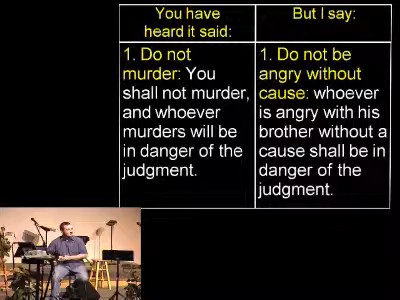 You have
heard it said:
But I say:
1. Do not
murder: You
shall not murder,
and whoever
murders will be
in danger of the
judgment.
1. Do not be
angry without
cause: whoever
is angry with his
brother without a
cause shall be in
danger of the
judgment.